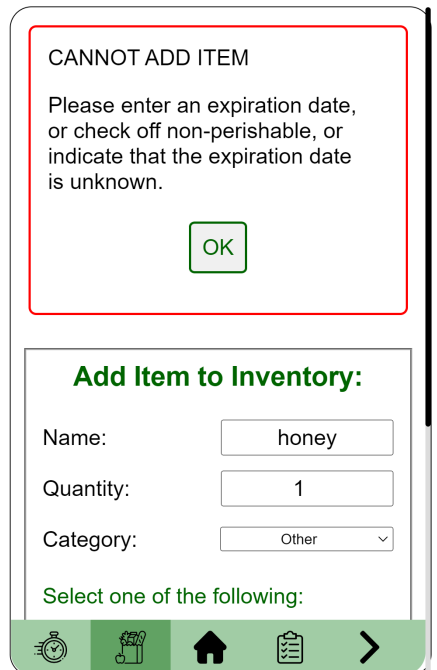 CANNOT ADD ITEM
Please enter an expiration date,
or check off non-perishable, or
indicate that the expiration date
is unknown.
OK
Add Item to Inventory:
Name: honey
Quantity: 1
Category: Other
Select one of the following: